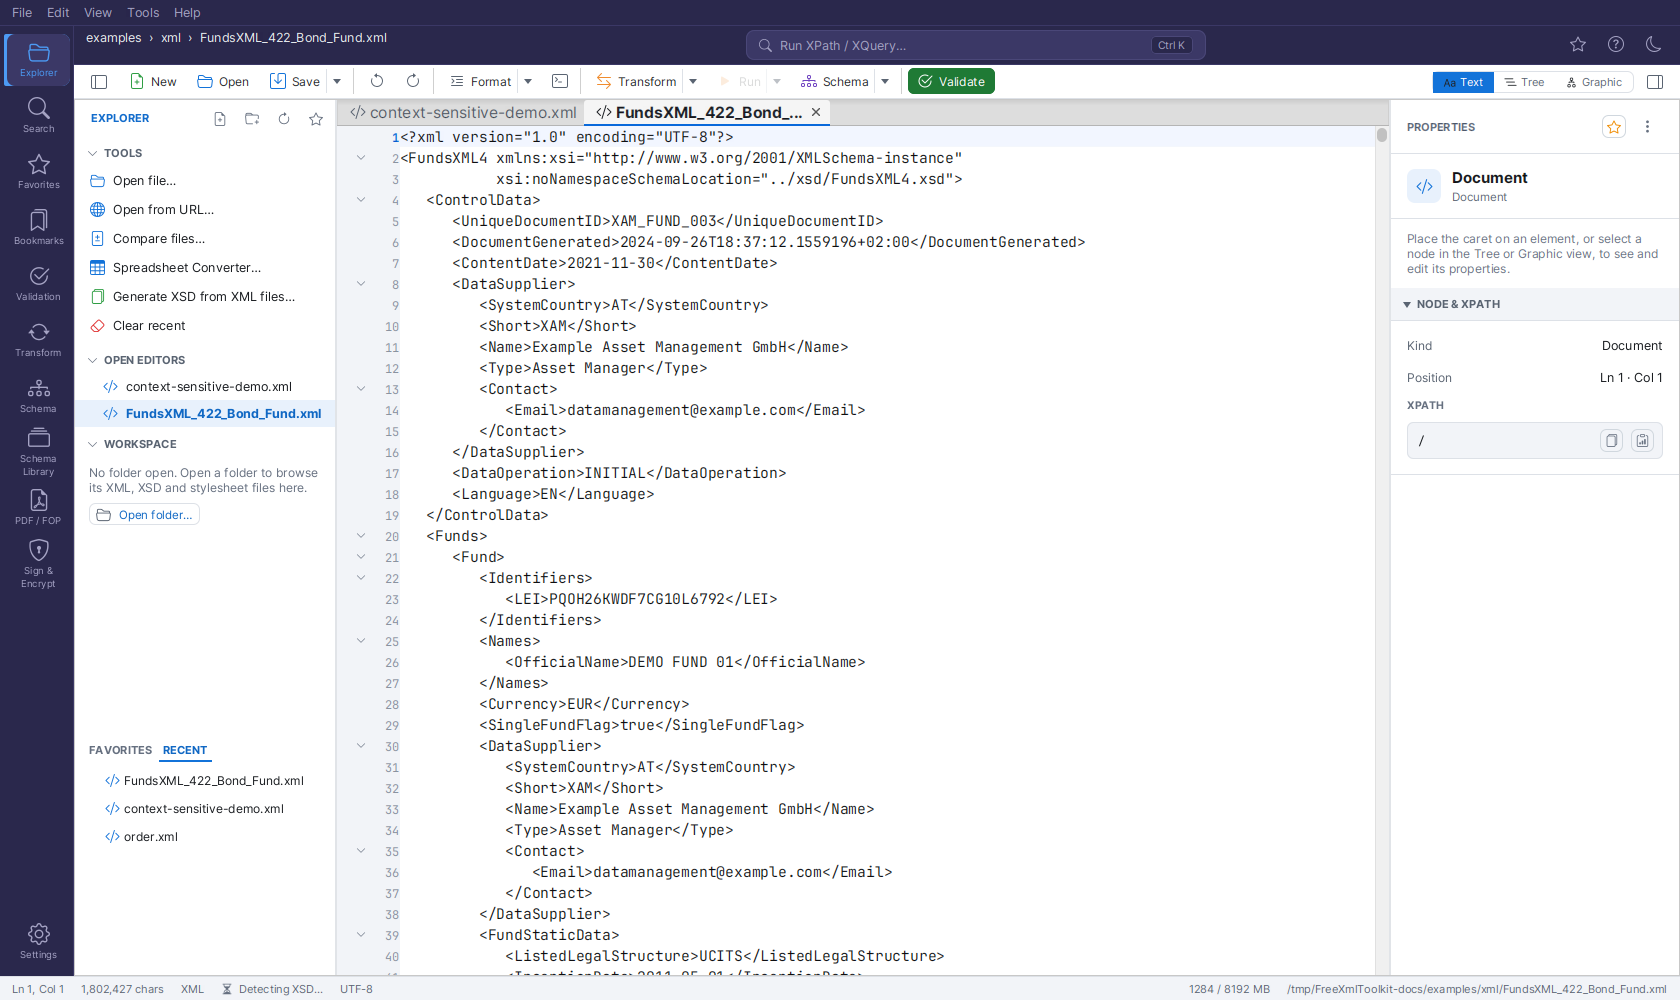 File Edit View Tools Help
examples › xml › FundsXML_422_Bond_Fund.xml
Run XPath / XQuery... Ctrl K
New Open Save Format Transform Run Schema Validate Aa Text Tree Graphic
Explorer
Search
Favorites
Bookmarks
Validation
Transform
Schema
Schema Library
PDF / FOP
Sign & Encrypt
Settings
EXPLORER
TOOLS
Open file...
Open from URL...
Compare files...
Spreadsheet Converter...
Generate XSD from XML files...
Clear recent
OPEN EDITORS
context-sensitive-demo.xml
FundsXML_422_Bond_Fund.xml
WORKSPACE
No folder open. Open a folder to browse
its XML, XSD and stylesheet files here.
Open folder...
FAVORITES RECENT
FundsXML_422_Bond_Fund.xml
context-sensitive-demo.xml
order.xml
context-sensitive-demo.xml FundsXML_422_Bond_...
1 <?xml version="1.0" encoding="UTF-8"?>
2 <FundsXML4 xmlns:xsi="http://www.w3.org/2001/XMLSchema-instance"
3 xsi:noNamespaceSchemaLocation="../xsd/FundsXML4.xsd">
4 <ControlData>
5 <UniqueDocumentID>XAM_FUND_003</UniqueDocumentID>
6 <DocumentGenerated>2024-09-26T18:37:12.1559196+02:00</DocumentGenerated>
7 <ContentDate>2021-11-30</ContentDate>
8 <DataSupplier>
9 <SystemCountry>AT</SystemCountry>
10 <Short>XAM</Short>
11 <Name>Example Asset Management GmbH</Name>
12 <Type>Asset Manager</Type>
13 <Contact>
14 <Email>datamanagement@example.com</Email>
15 </Contact>
16 </DataSupplier>
17 <DataOperation>INITIAL</DataOperation>
18 <Language>EN</Language>
19 </ControlData>
20 <Funds>
21 <Fund>
22 <Identifiers>
23 <LEI>PQOH26KWDF7CG10L6792</LEI>
24 </Identifiers>
25 <Names>
26 <OfficialName>DEMO FUND 01</OfficialName>
27 </Names>
28 <Currency>EUR</Currency>
29 <SingleFundFlag>true</SingleFundFlag>
30 <DataSupplier>
31 <SystemCountry>AT</SystemCountry>
32 <Short>XAM</Short>
33 <Name>Example Asset Management GmbH</Name>
34 <Type>Asset Manager</Type>
35 <Contact>
36 <Email>datamanagement@example.com</Email>
37 </Contact>
38 </DataSupplier>
39 <FundStaticData>
40 <ListedLegalStructure>UCITS</ListedLegalStructure>
PROPERTIES
Document
Document
Place the caret on an element, or select a
node in the Tree or Graphic view, to see and
edit its properties.
NODE & XPATH
Kind Document
Position Ln 1 · Col 1
XPATH
/
Ln 1, Col 1 1,802,427 chars XML Detecting XSD... UTF-8 1284 / 8192 MB /tmp/FreeXmlToolkit-docs/examples/xml/FundsXML_422_Bond_Fund.xml